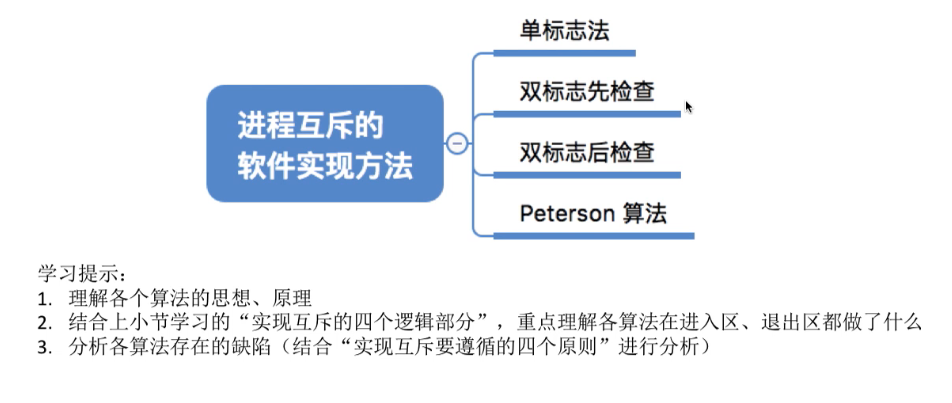 进程互斥的
软件实现方法
单标志法
双标志先检查
双标志后检查
Peterson 算法
学习提示：
1. 理解各个算法的思想、原理
2. 结合上小节学习的“实现互斥的四个逻辑部分”，重点理解各算法在进入区、退出区都做了什么
3. 分析各算法存在的缺陷（结合“实现互斥要遵循的四个原则”进行分析）